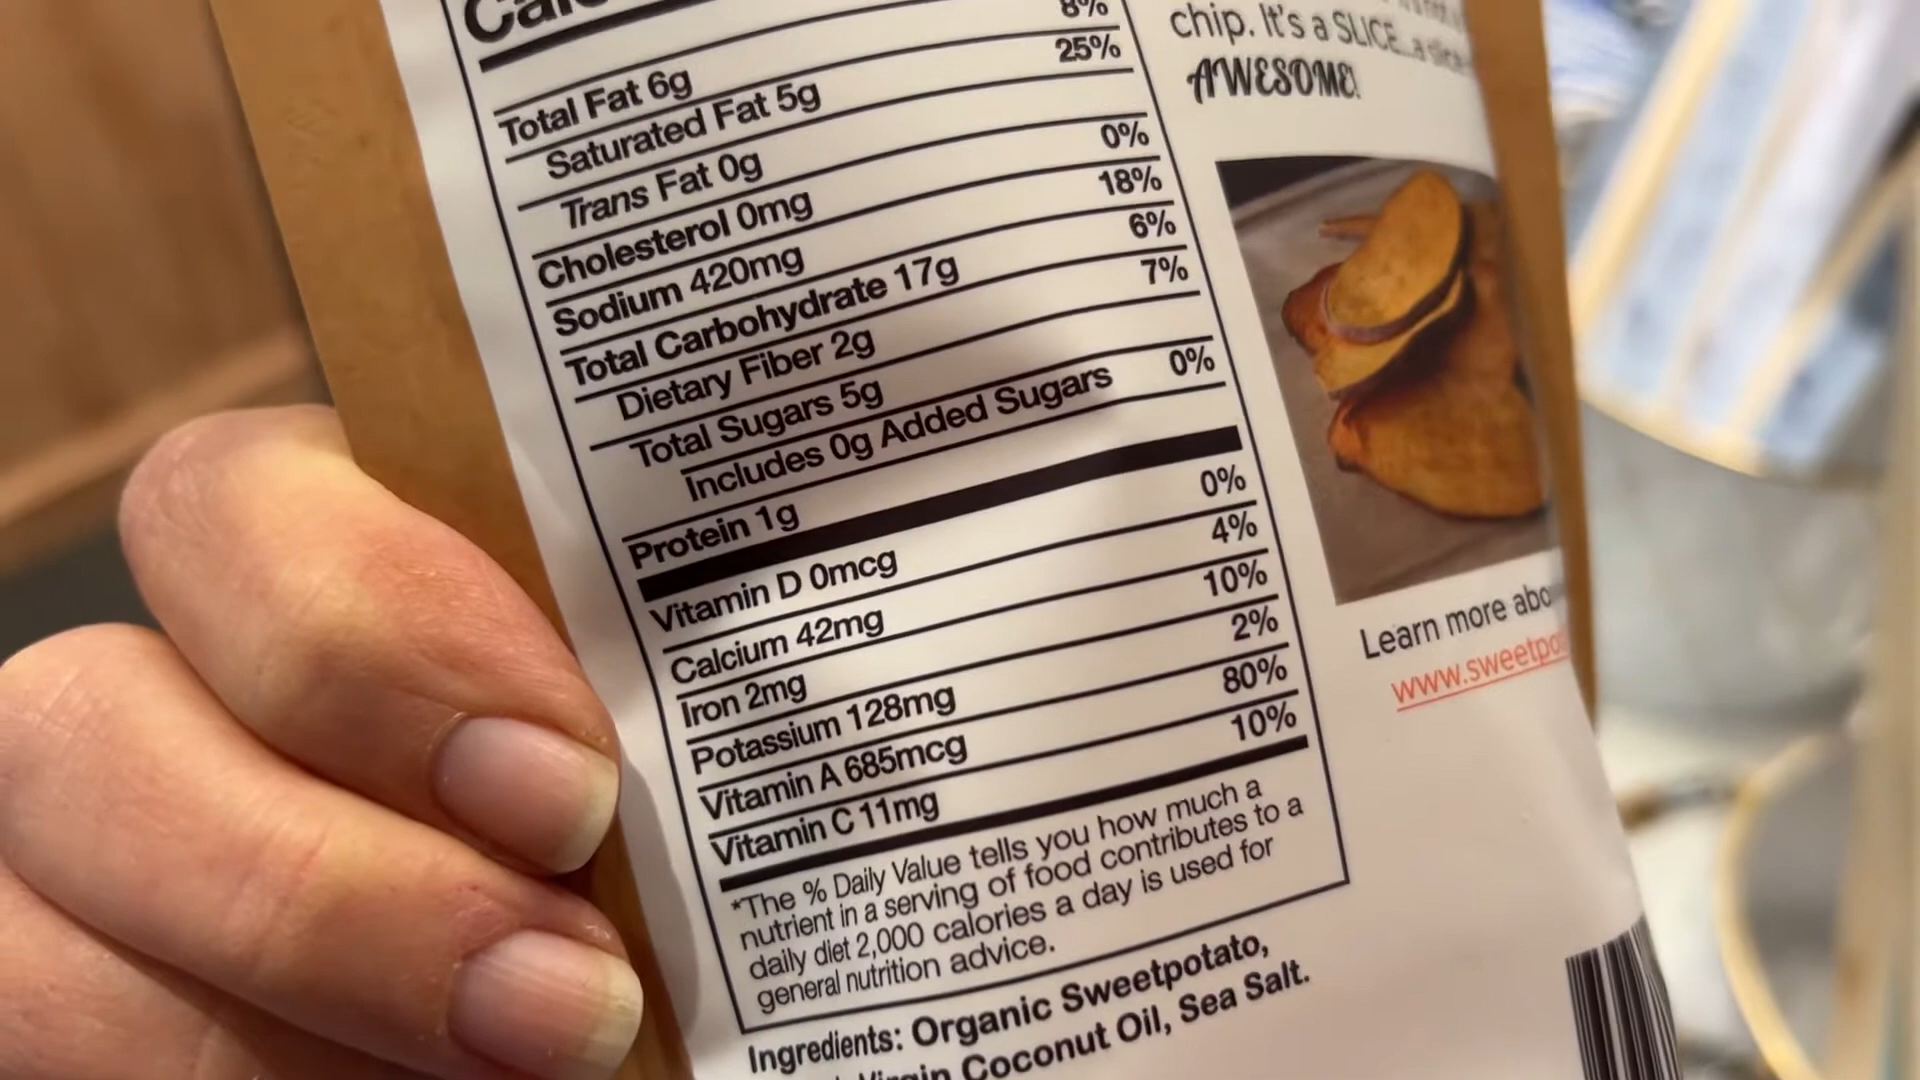 8%
Total Fat 6g 25%
Saturated Fat 5g
Trans Fat 0g 0%
Cholesterol 0mg 18%
Sodium 420mg 6%
Total Carbohydrate 17g 7%
Dietary Fiber 2g
Total Sugars 5g 0%
Includes 0g Added Sugars
Protein 1g
0%
Vitamin D 0mcg 4%
Calcium 42mg 10%
Iron 2mg 2%
Potassium 128mg 80%
Vitamin A 685mcg 10%
Vitamin C 11mg
*The % Daily Value tells you how much a
nutrient in a serving of food contributes to a
daily diet 2,000 calories a day is used for
general nutrition advice.
Ingredients: Organic Sweetpotato,
Virgin Coconut Oil, Sea Salt.
chip. It's a SLICE...a slice
AWESOME!
Learn more abo
www.sweetpo